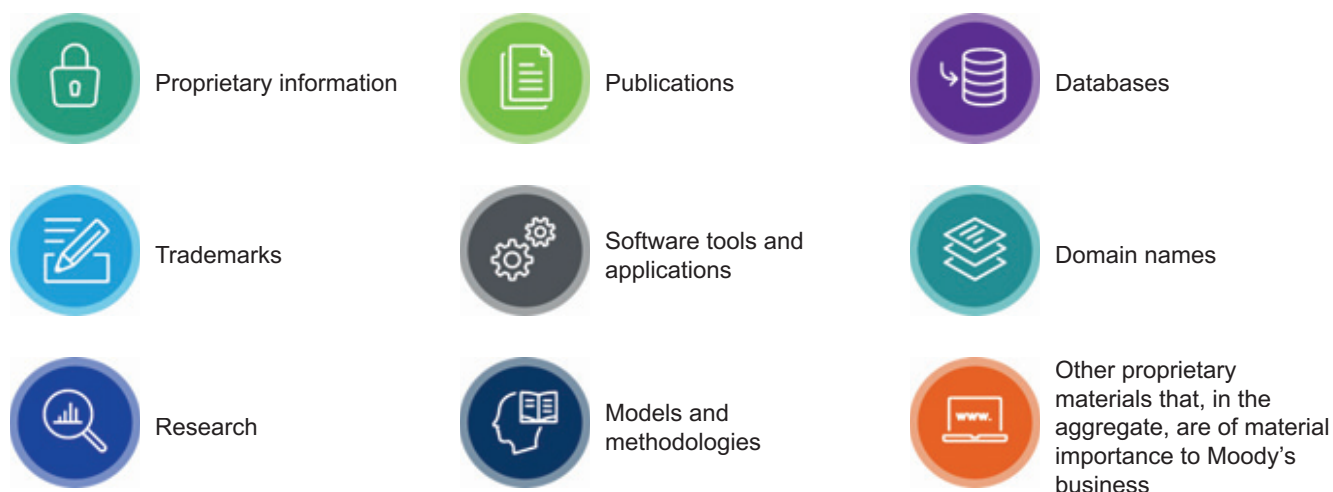 Proprietary information
Publications
Databases
Trademarks
Software tools and
applications
Domain names
Research
Models and
methodologies
www.
Other proprietary
materials that, in the
aggregate, are of material
importance to Moody's
business